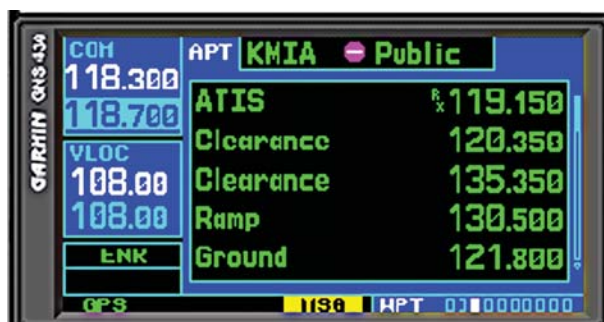 GARMIN GNS 430
COM
118.300
118.700
VLOC
108.00
108.00
ENR
GPS
APT KMIA Public
ATIS Rx 119.150
Clearance 120.350
Clearance 135.350
Ramp 130.500
Ground 121.800
MSG WPT